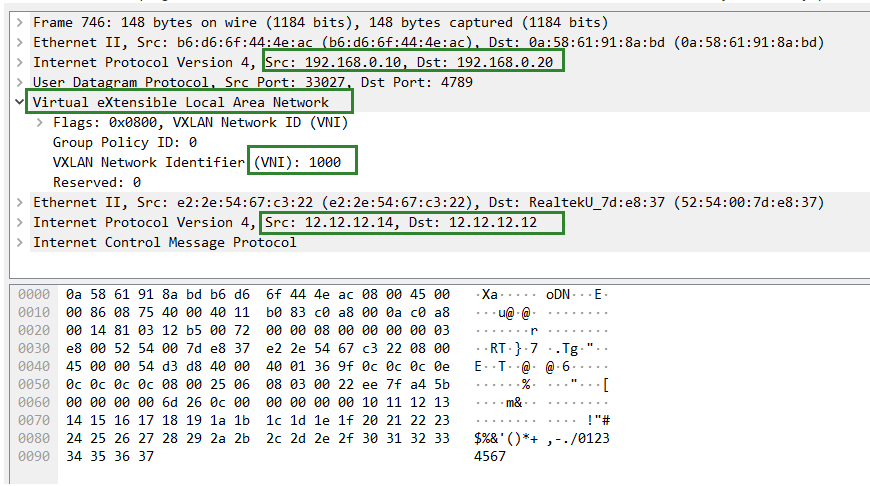 Frame 746: 148 bytes on wire (1184 bits), 148 bytes captured (1184 bits)
Ethernet II, Src: b6:d6:6f:44:4e:ac (b6:d6:6f:44:4e:ac), Dst: 0a:58:61:91:8a:bd (0a:58:61:91:8a:bd)
Internet Protocol Version 4, Src: 192.168.0.10, Dst: 192.168.0.20
User Datagram Protocol, Src Port: 33027, Dst Port: 4789
Virtual eXtensible Local Area Network
Flags: 0x0800, VXLAN Network ID (VNI)
Group Policy ID: 0
VXLAN Network Identifier (VNI): 1000
Reserved: 0
Ethernet II, Src: e2:2e:54:67:c3:22 (e2:2e:54:67:c3:22), Dst: RealtekU_7d:e8:37 (52:54:00:7d:e8:37)
Internet Protocol Version 4, Src: 12.12.12.14, Dst: 12.12.12.12
Internet Control Message Protocol
0000 0a 58 61 91 8a bd b6 d6 6f 44 4e ac 08 00 45 00 ·Xa····· oDN···E·
0010 00 86 08 75 40 00 40 11 b0 83 c0 a8 00 0a c0 a8 ···u@·@· ········
0020 00 14 81 03 12 b5 00 72 00 00 08 00 00 00 00 03 ·······r ········
0030 e8 00 52 54 00 7d e8 37 e2 2e 54 67 c3 22 08 00 ··RT·}·7 ·.Tg·"··
0040 45 00 00 54 d3 d8 40 00 40 01 36 9f 0c 0c 0c 0e E··T··@· @·6·····
0050 0c 0c 0c 0c 08 00 25 06 08 03 00 22 ee 7f a4 5b ······%· ···"···[
0060 00 00 00 00 6d 26 0c 00 00 00 00 00 10 11 12 13 ····m&·· ········
0070 14 15 16 17 18 19 1a 1b 1c 1d 1e 1f 20 21 22 23 ········ ···· !"#
0080 24 25 26 27 28 29 2a 2b 2c 2d 2e 2f 30 31 32 33 $%&'()*+ ,-./0123
0090 34 35 36 37 4567